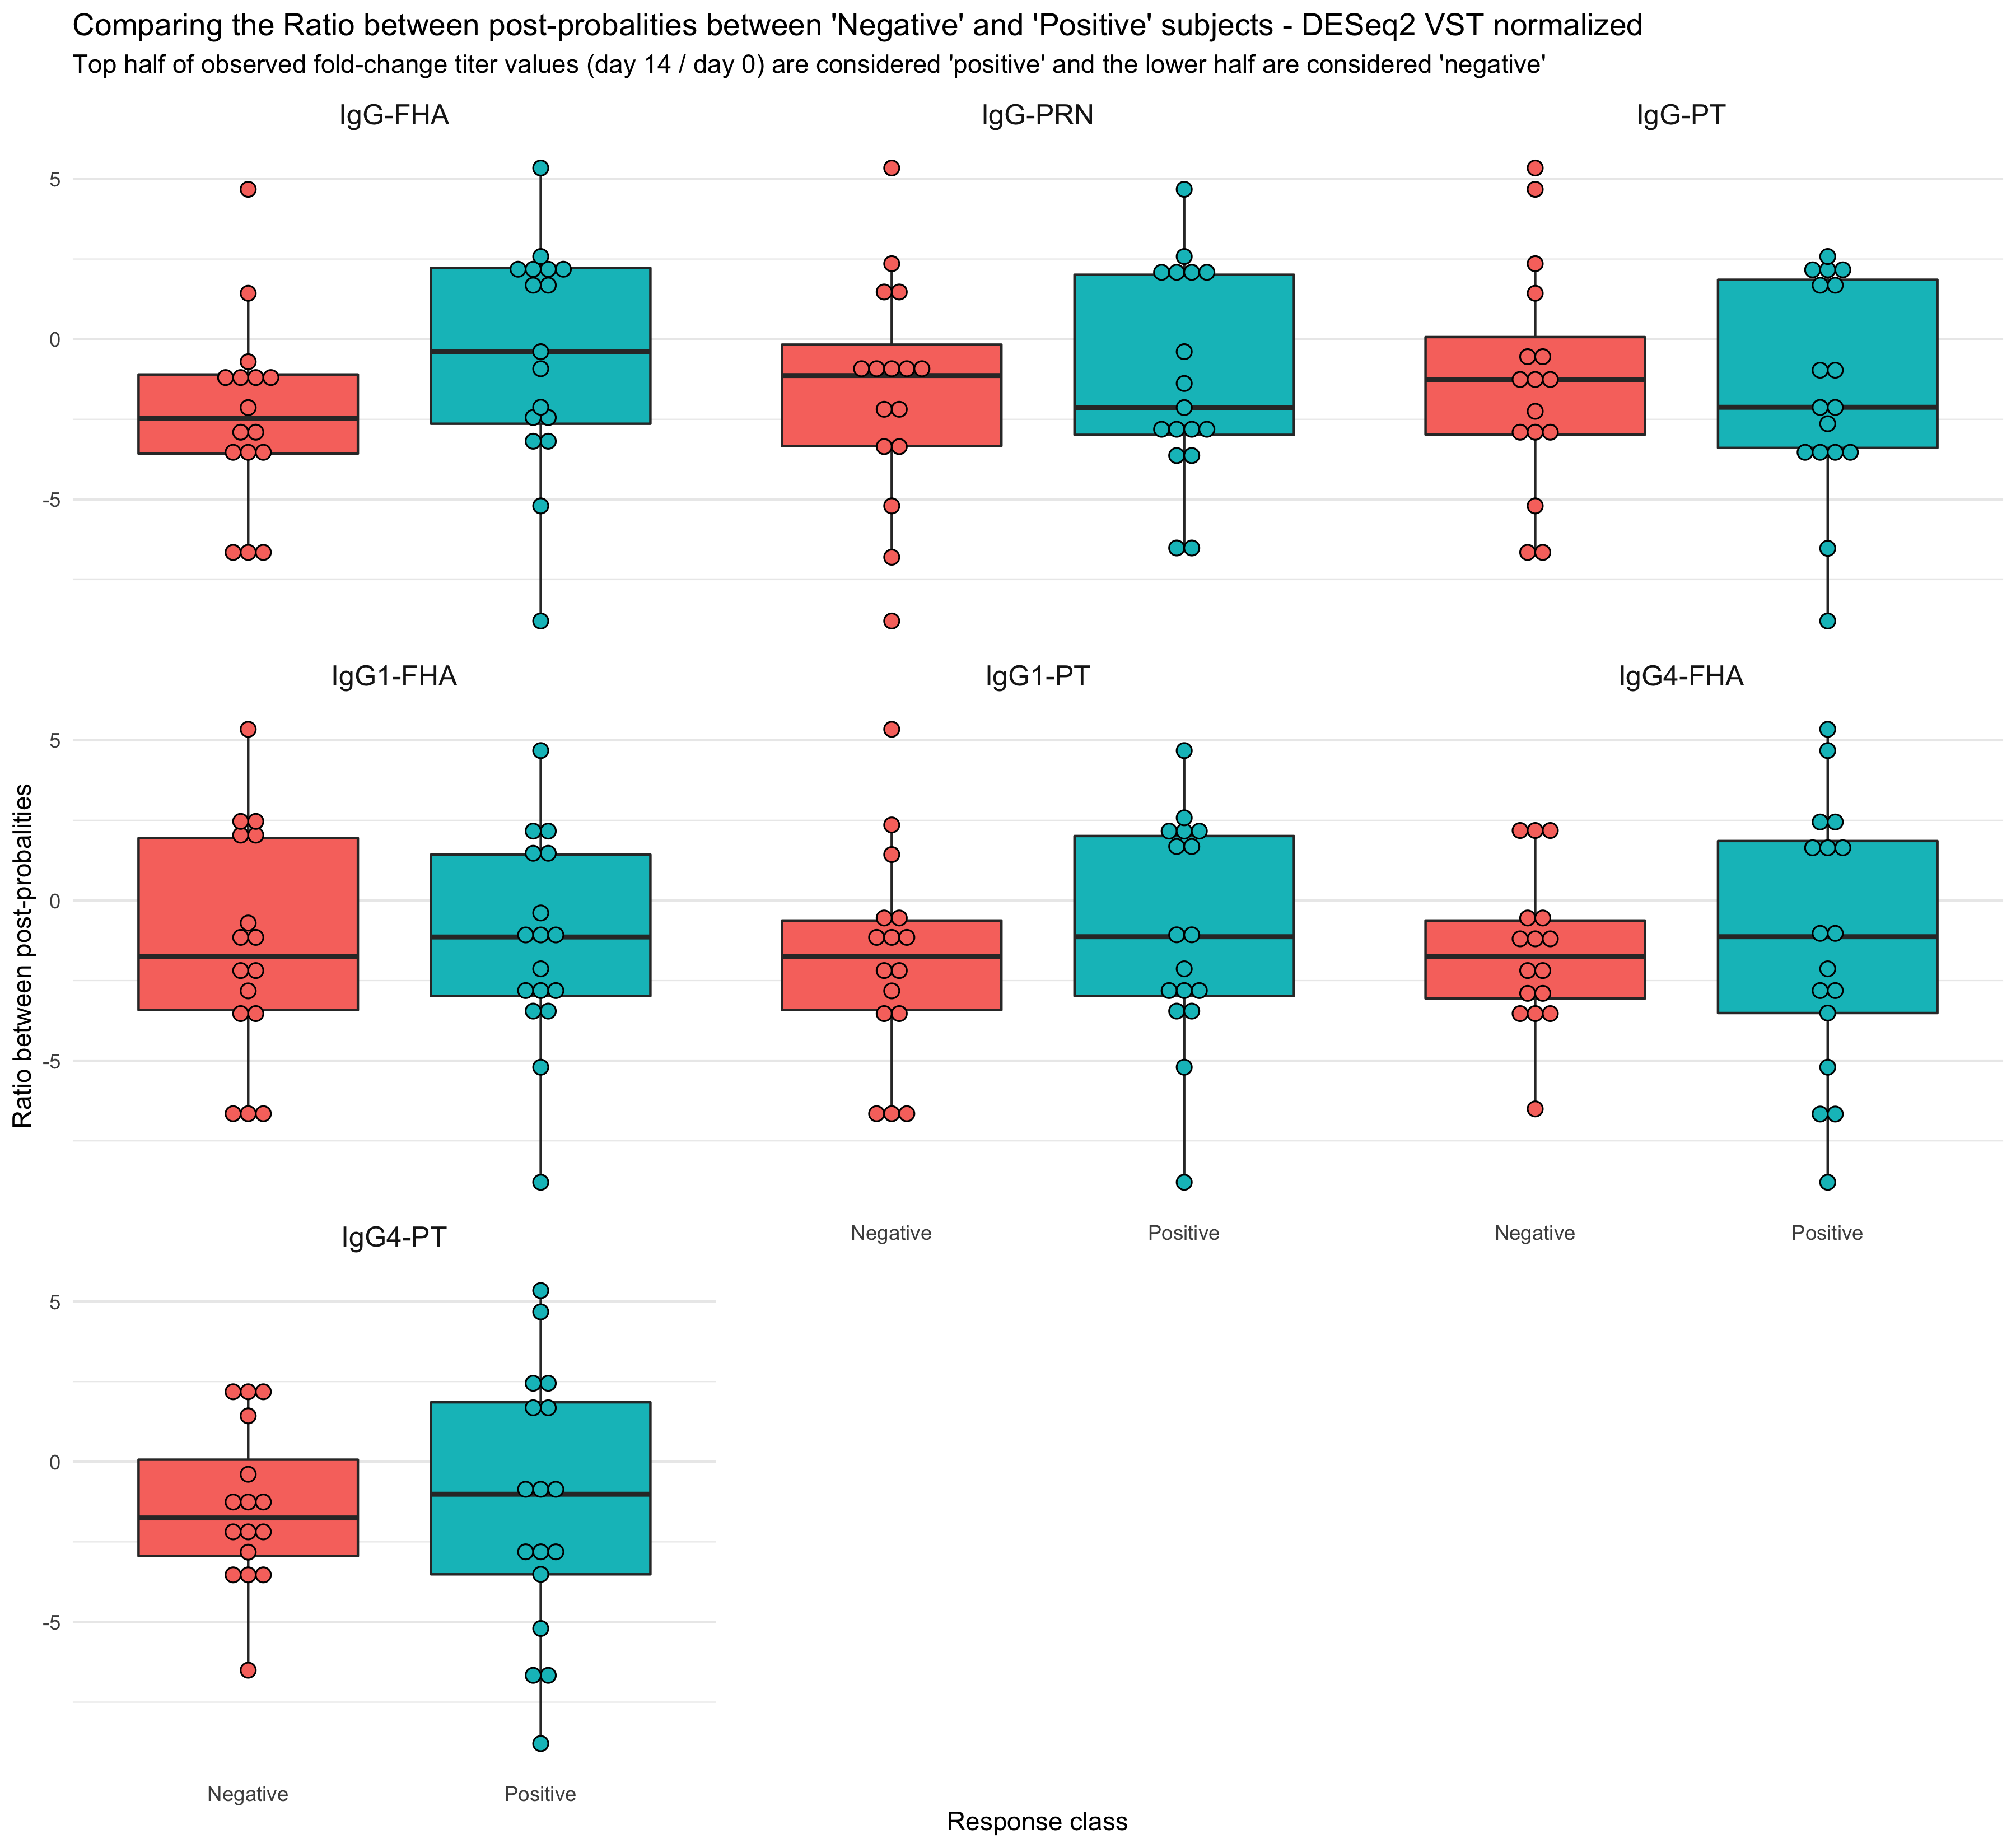 Comparing the Ratio between post-probalities between 'Negative' and 'Positive' subjects - DESeq2 VST normalized
Top half of observed fold-change titer values (day 14 / day 0) are considered 'positive' and the lower half are considered 'negative'
IgG-FHA
IgG-PRN
IgG-PT
5
0
-5
IgG1-FHA
IgG1-PT
IgG4-FHA
5
0
-5
Ratio between post-probalities
Negative
Positive
Negative
Positive
IgG4-PT
5
0
-5
Negative
Positive
Response class